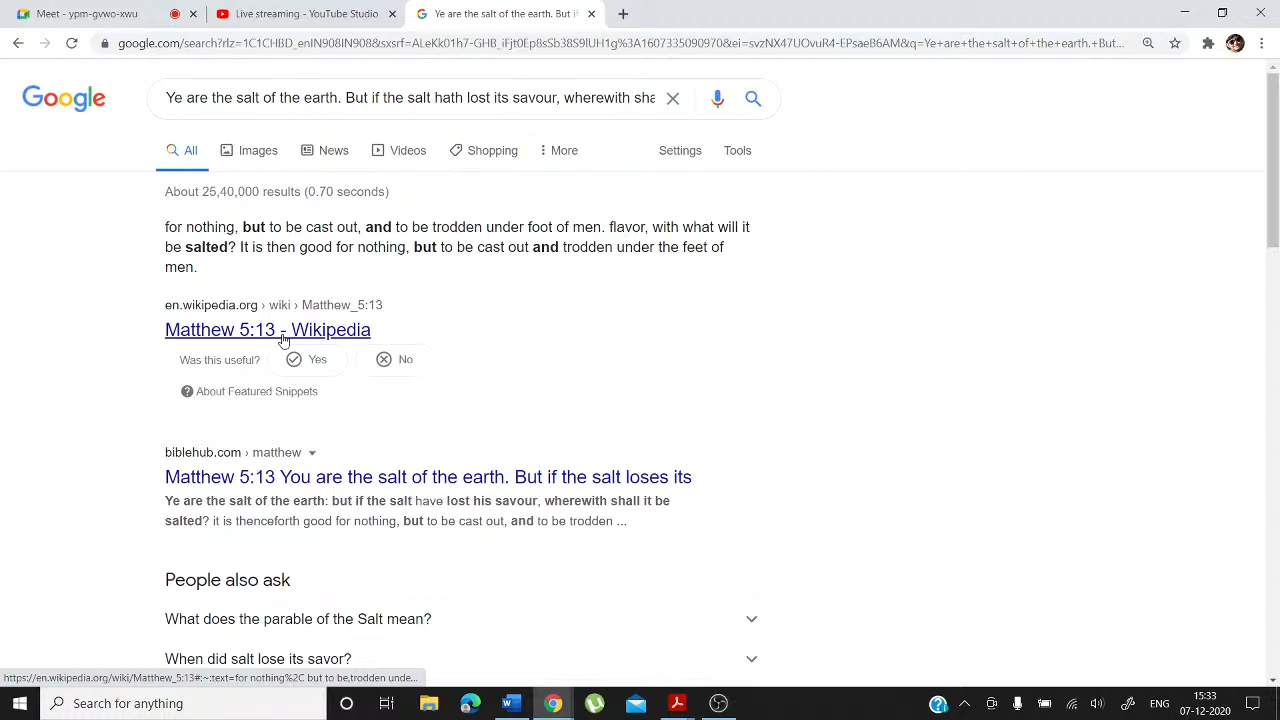 Meet - ypm-gvwo-xwu
Live streaming - YouTube Studio
Ye are the salt of the earth. But if
google.com/search?rlz=1C1CHBD_enIN908IN908&sxsrf=ALeKk01h7-GHB_iFjt0EpEsSb38S9lUH1g%3A1607335090970&ei=svzNX47UOvuR4-EPsaeB6AM&q=Ye+are+the+salt+of+the+earth.+But...
Google
Ye are the salt of the earth. But if the salt hath lost its savour, wherewith sha
All
Images
News
Videos
Shopping
More
Settings
Tools
About 25,40,000 results (0.70 seconds)
for nothing, but to be cast out, and to be trodden under foot of men. flavor, with what will it
be salted? It is then good for nothing, but to be cast out and trodden under the feet of
men.
en.wikipedia.org › wiki › Matthew_5:13
Matthew 5:13 - Wikipedia
Was this useful?
Yes
No
About Featured Snippets
biblehub.com › matthew
Matthew 5:13 You are the salt of the earth. But if the salt loses its
Ye are the salt of the earth: but if the salt have lost his savour, wherewith shall it be
salted? it is thenceforth good for nothing, but to be cast out, and to be trodden ...
People also ask
What does the parable of the Salt mean?
When did salt lose its savor?
https://en.wikipedia.org/wiki/Matthew_5:13#:~:text=for nothing%2C but to be,trodden unde...
Search for anything
ENG
15:33
07-12-2020